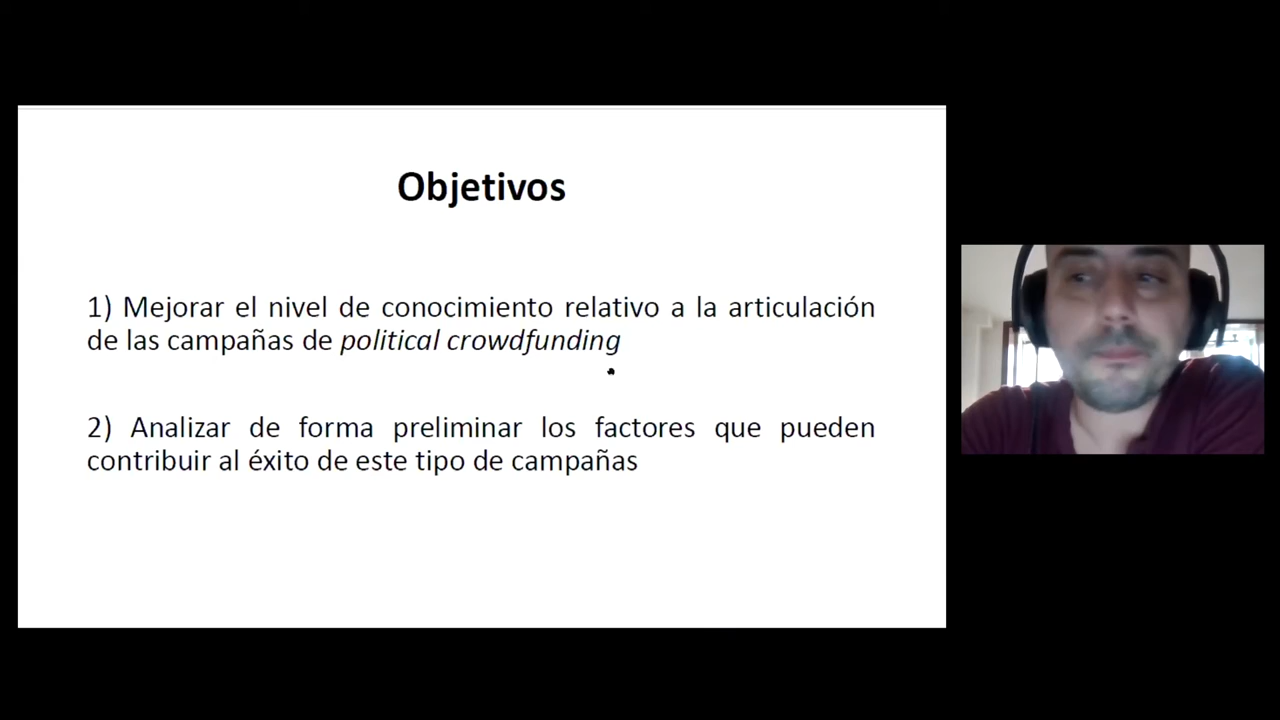 Objetivos
1) Mejorar el nivel de conocimiento relativo a la articulación
de las campañas de political crowdfunding
2) Analizar de forma preliminar los factores que pueden
contribuir al éxito de este tipo de campañas